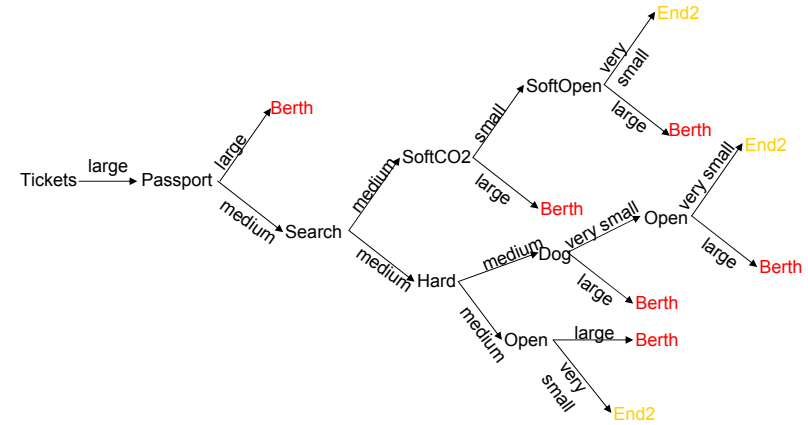 End2
very
small
SoftOpen
large
Berth
Berth
large
small
very small
End2
large
Tickets
Passport
medium
SoftCO2
large
Berth
Open
medium
Search
medium
very small
large
Berth
medium
Dog
Hard
large
Berth
medium
Open
large
Berth
very
small
End2